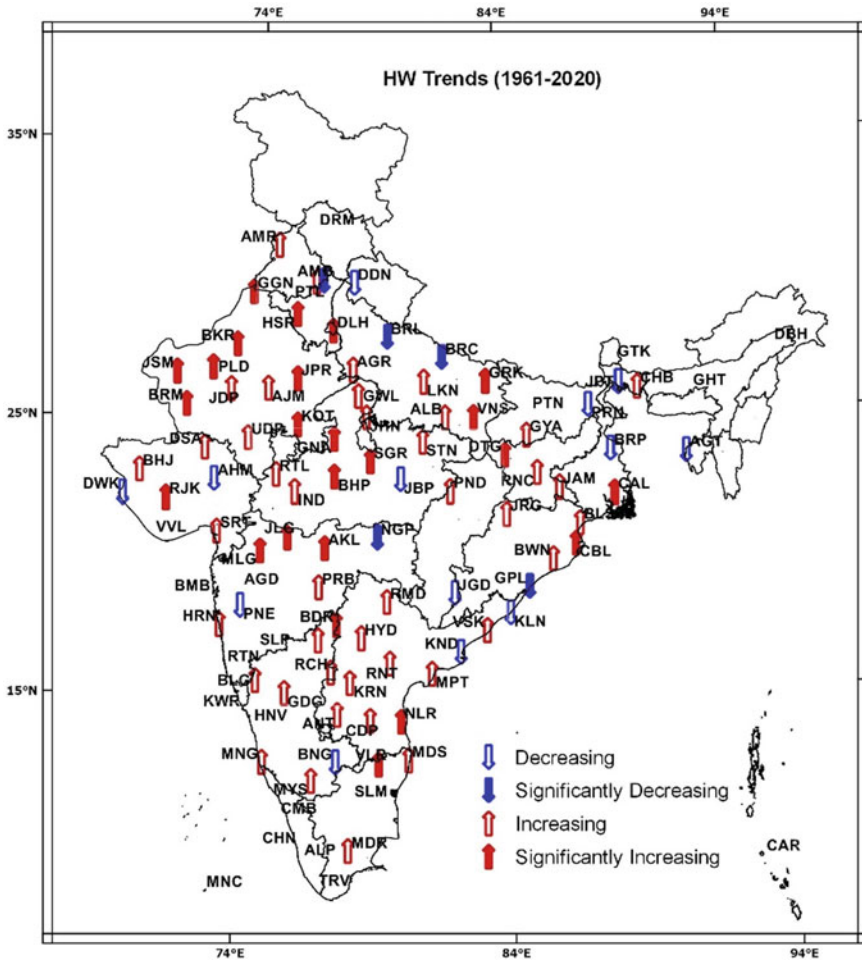 74°E 84°E 94°E
HW Trends (1961-2020)
35°N
DRM
AMR
AMB
DDN
GGN
PTL
HSR
DLH
BRL
BKR
BRC
DBH
JSM
PLD
JPR
AGR
GRK
GTK
JPT
CHB
GHT
BRM
JDP
AJM
GWL
LKN
PTN
25°N
KOT
ALB
VNS
PRN
UDP
JHN
GYA
DSA
GNA
SGR
STN
DTG
BRP
AGT
BHJ
AHM
RTL
BHP
JBP
PND
RNC
JAM
CAL
DWK
RJK
IND
VVL
SRT
JLG
AKL
NGP
JRG
BLS
MLG
BWN
CBL
BMB
AGD
PRB
RMD
JGD
GPL
HRN
PNE
BDR
VSK
KLN
SLP
HYD
KND
RTN
RCH
RNT
BLG
KRN
MPT
15°N
KWR
GDG
HNV
ANT
CDP
NLR
MNG
BNG
VLR
MDS
Decreasing
MYS
SLM
Significantly Decreasing
CMB
Increasing
CHN
ALP
MDR
Significantly Increasing
CAR
MNC
TRV
74°E 84°E 94°E